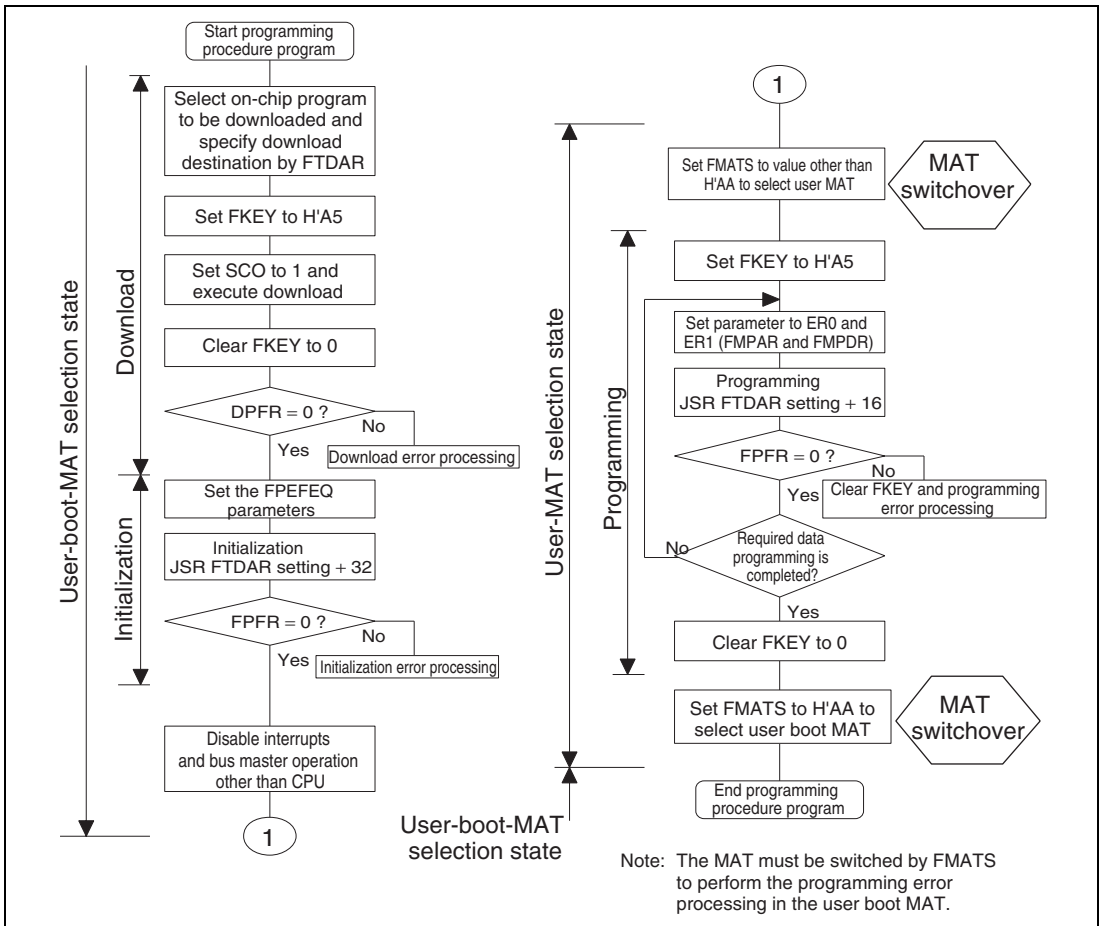 Start programming
procedure program
Select on-chip program
to be downloaded and
specify download
destination by FTDAR
Set FKEY to H'A5
Set SCO to 1 and
execute download
Clear FKEY to 0
DPFR = 0 ?
No
Yes
Download error processing
Set the FPEFEQ
parameters
Initialization
JSR FTDAR setting + 32
FPFR = 0 ?
No
Yes
Initialization error processing
Disable interrupts
and bus master operation
other than CPU
1
User-boot-MAT selection state
Download
Initialization
1
Set FMATS to value other than
H'AA to select user MAT
MAT
switchover
Set FKEY to H'A5
Set parameter to ER0 and
ER1 (FMPAR and FMPDR)
Programming
JSR FTDAR setting + 16
FPFR = 0 ?
No
Yes
Clear FKEY and programming
error processing
Required data
programming is
completed?
No
Yes
Clear FKEY to 0
Set FMATS to H'AA to
select user boot MAT
MAT
switchover
End programming
procedure program
User-MAT selection state
Programming
User-boot-MAT
selection state
Note: The MAT must be switched by FMATS
to perform the programming error
processing in the user boot MAT.